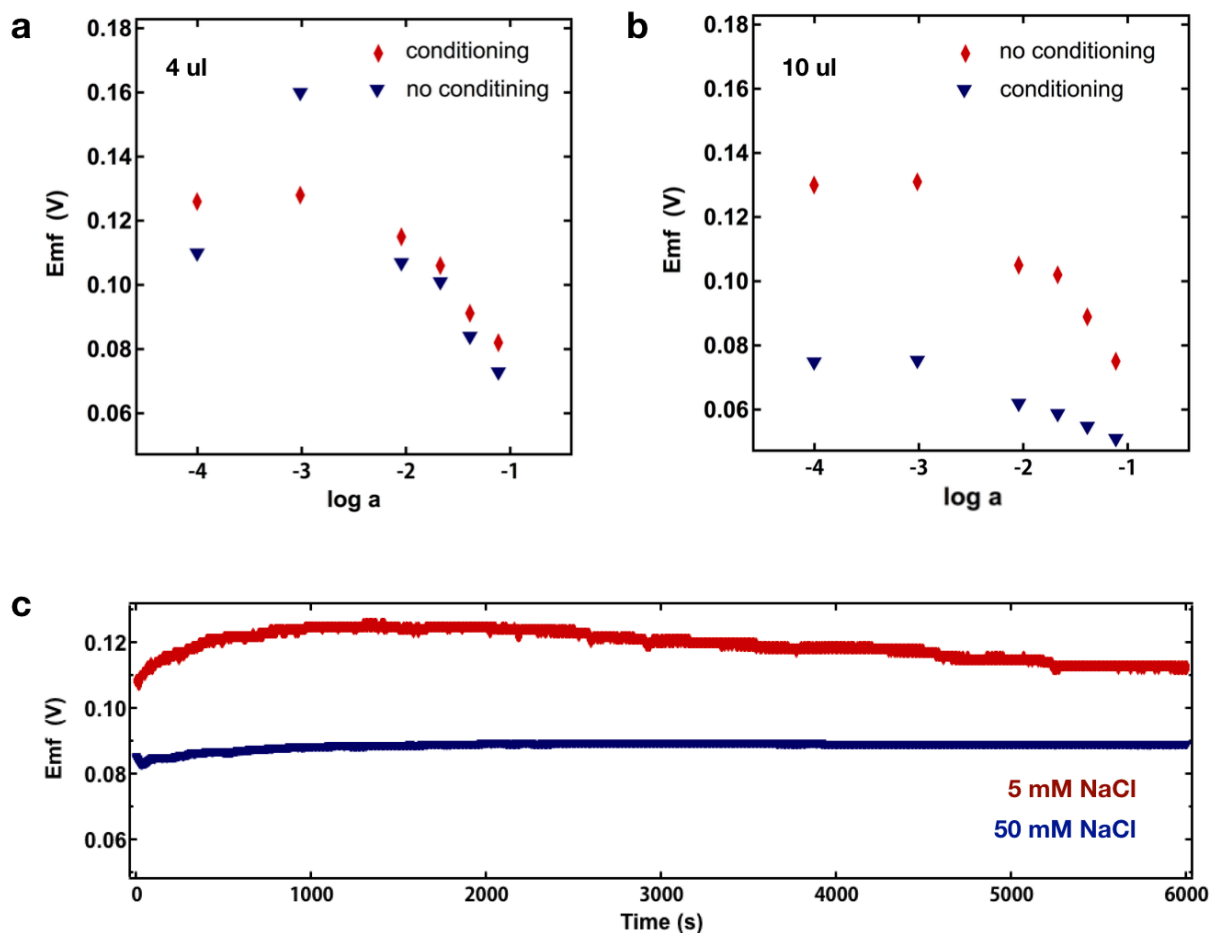 a
0.18
0.16
0.14
0.12
0.10
0.08
0.06
Emf (V)
4 ul
conditioning
no conditining
-4
-3
-2
-1
log a
b
0.18
0.16
0.14
0.12
0.10
0.08
0.06
Emf (V)
10 ul
no conditioning
conditioning
-4
-3
-2
-1
log a
c
0.12
0.10
0.08
0.06
Emf (V)
5 mM NaCl
50 mM NaCl
0
1000
2000
3000
4000
5000
6000
Time (s)